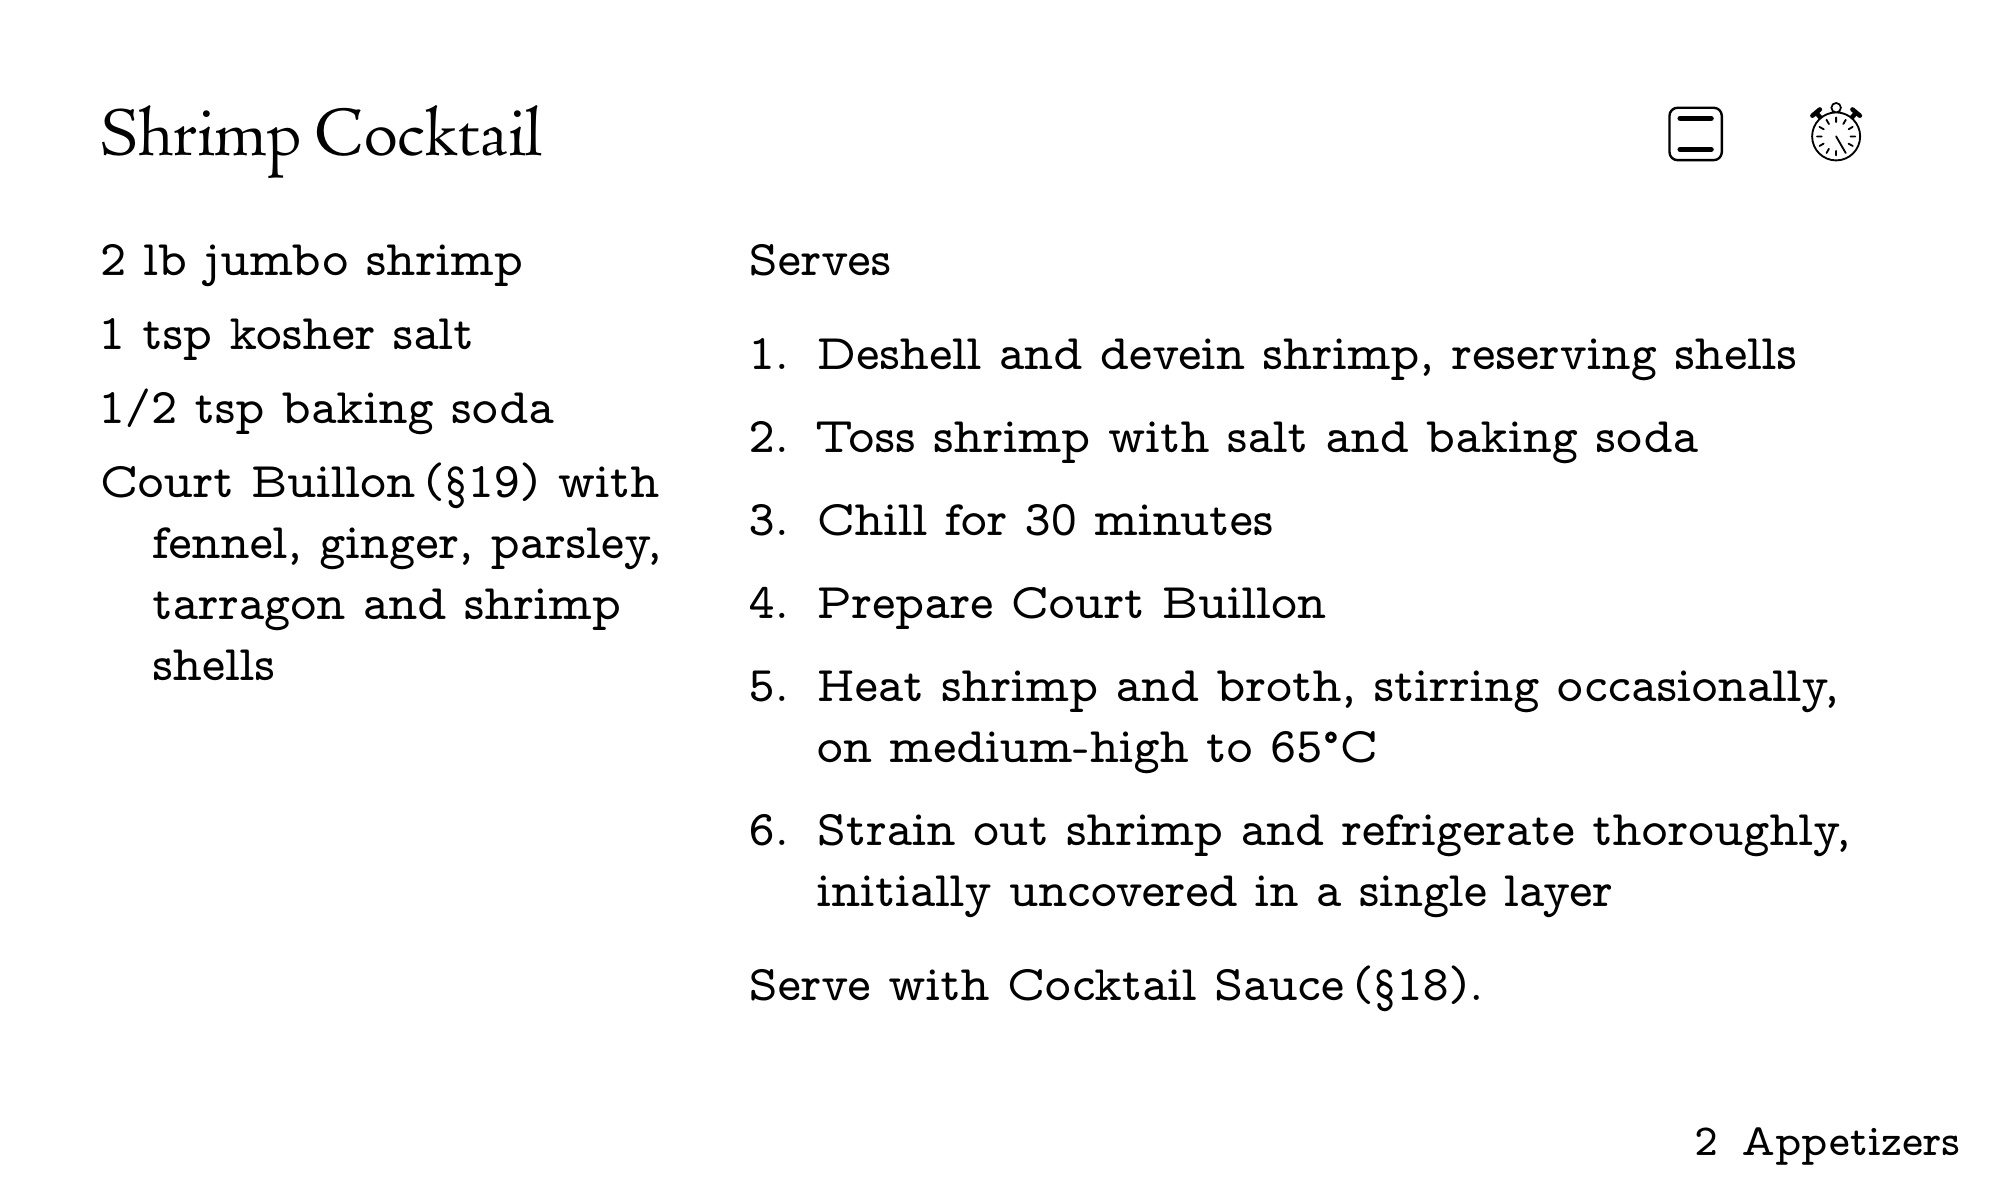 Shrimp Cocktail
2 lb jumbo shrimp
1 tsp kosher salt
1/2 tsp baking soda
Court Buillon (§19) with
fennel, ginger, parsley,
tarragon and shrimp
shells
Serves
1. Deshell and devein shrimp, reserving shells
2. Toss shrimp with salt and baking soda
3. Chill for 30 minutes
4. Prepare Court Buillon
5. Heat shrimp and broth, stirring occasionally,
on medium-high to 65°C
6. Strain out shrimp and refrigerate thoroughly,
initially uncovered in a single layer
Serve with Cocktail Sauce (§18).
2 Appetizers